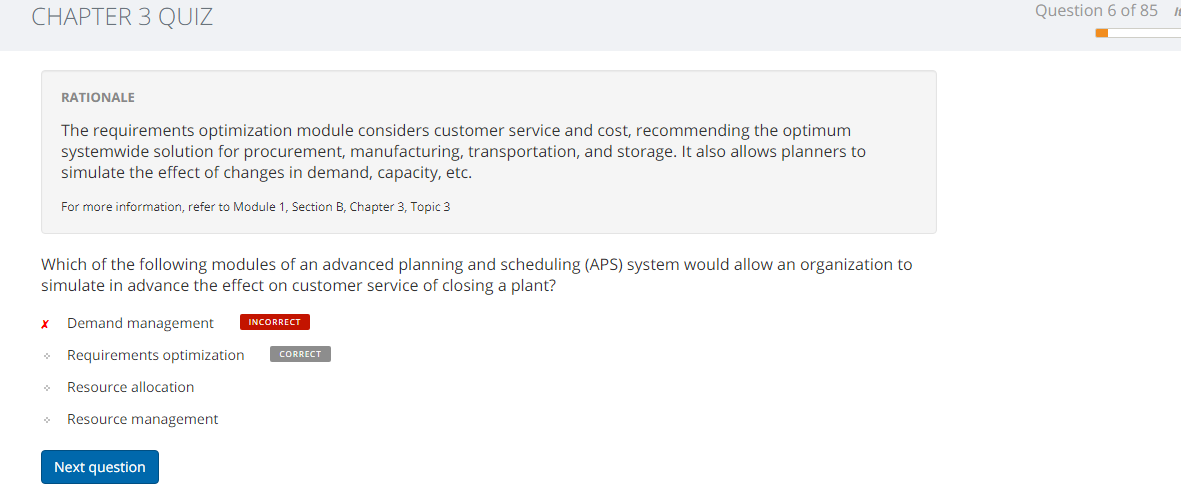 CHAPTER 3 QUIZ
Question 6 of 85
RATIONALE
The requirements optimization module considers customer service and cost, recommending the optimum
systemwide solution for procurement, manufacturing, transportation, and storage. It also allows planners to
simulate the effect of changes in demand, capacity, etc.
For more information, refer to Module 1, Section B, Chapter 3, Topic 3
Which of the following modules of an advanced planning and scheduling (APS) system would allow an organization to
simulate in advance the effect on customer service of closing a plant?
✗ Demand management INCORRECT
Requirements optimization CORRECT
Resource allocation
Resource management
Next question